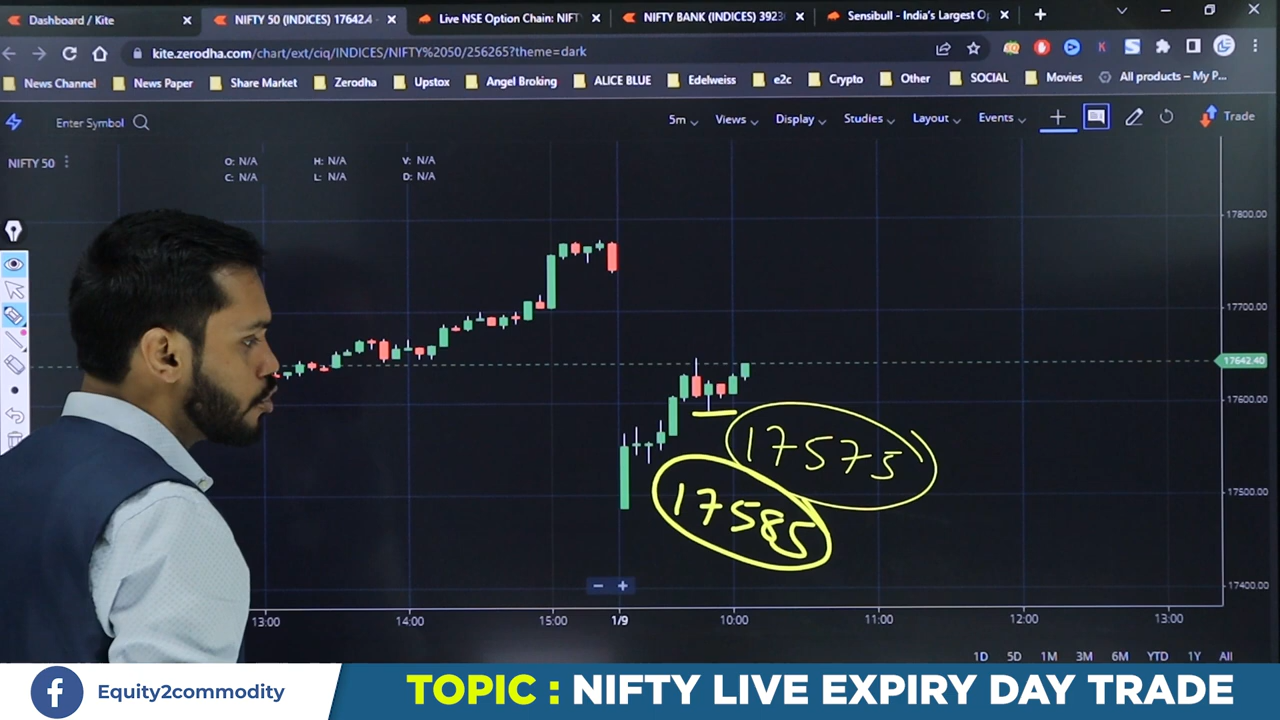 Dashboard / Kite
NIFTY 50 (INDICES) 17642.4
Live NSE Option Chain: NIFT
NIFTY BANK (INDICES) 3923
Sensibull - India's Largest Op
kite.zerodha.com/chart/ext/ciq/INDICES/NIFTY%2050/256265?theme=dark
News Channel
News Paper
Share Market
Zerodha
Upstox
Angel Broking
ALICE BLUE
Edelweiss
e2c
Crypto
Other
SOCIAL
Movies
All products – My P...
Enter Symbol
5m
Views
Display
Studies
Layout
Events
Trade
NIFTY 50
O: N/A
H: N/A
V: N/A
C: N/A
L: N/A
D: N/A
17800.00
17700.00
17642.40
17600.00
17573
17585
17500.00
17400.00
13:00
14:00
15:00
1/9
10:00
11:00
12:00
13:00
1D 5D 1M 3M 6M YTD 1Y All
Equity2commodity
TOPIC : NIFTY LIVE EXPIRY DAY TRADE